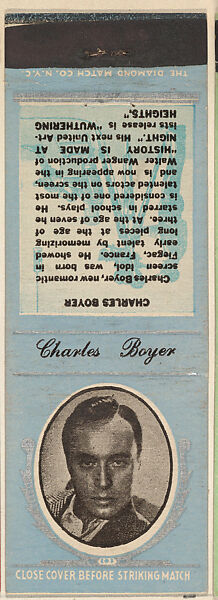 THE DIAMOND MATCH CO. N.Y.C.
CHARLES BOYER
Charles Boyer, new romantic
screen idol, was born in
France. He showed
early talent by memorizing
long pieces at the age of
three. At the age of seven he
starred in school plays. He
is considered one of the most
talented actors on the screen,
and is now appearing in the
Walter Wanger production of
"HISTORY IS MADE AT
NIGHT." His next United Art-
ists release is "WUTHERING
HEIGHTS."
Charles Boyer
CLOSE COVER BEFORE STRIKING MATCH